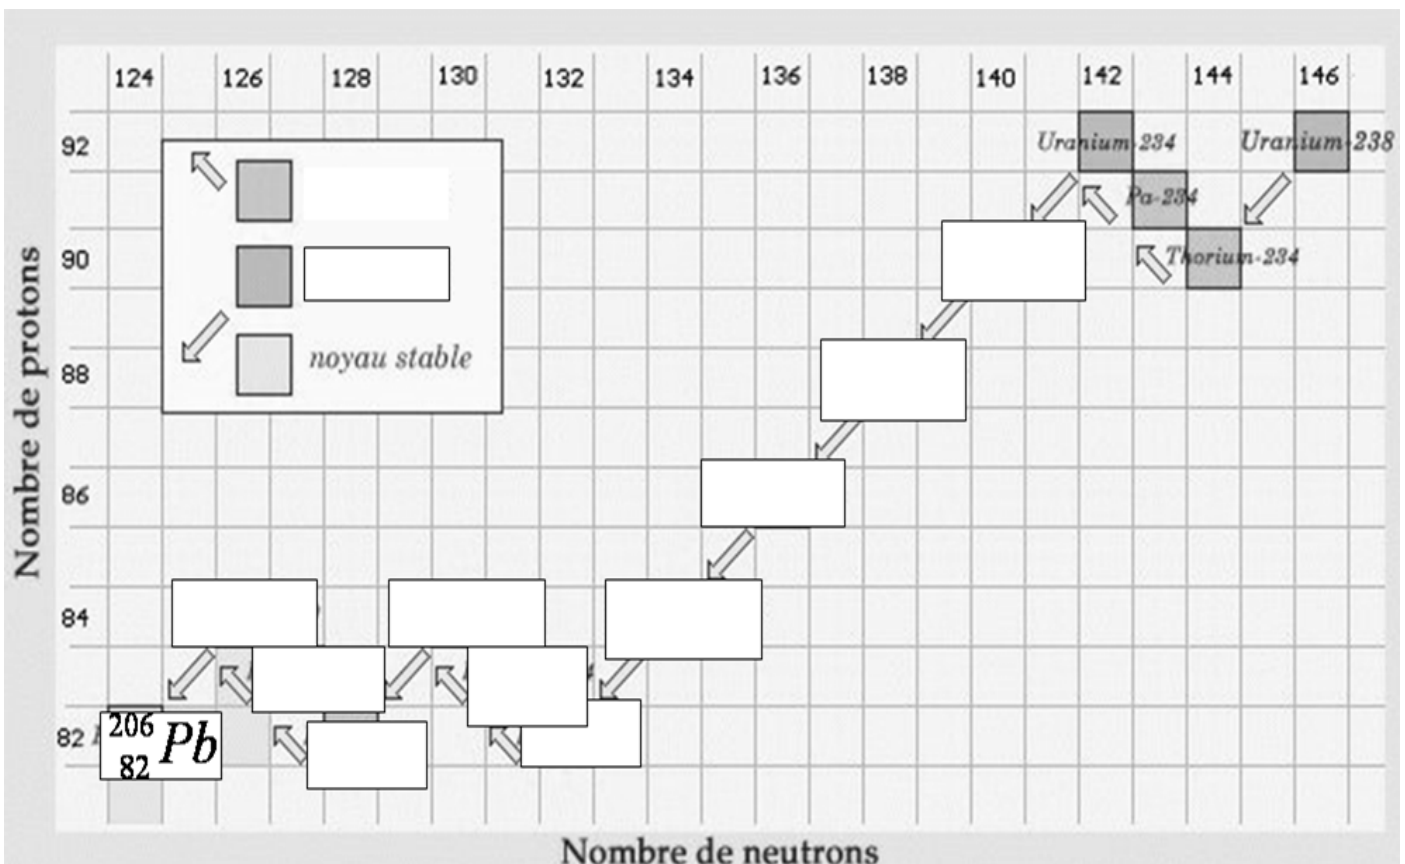 124 126 128 130 132 134 136 138 140 142 144 146
92
Uranium-234
Uranium-238
Pa-234
90
Thorium-234
88
noyau stable
86
84
82
206
82 Pb
Nombre de protons
Nombre de neutrons